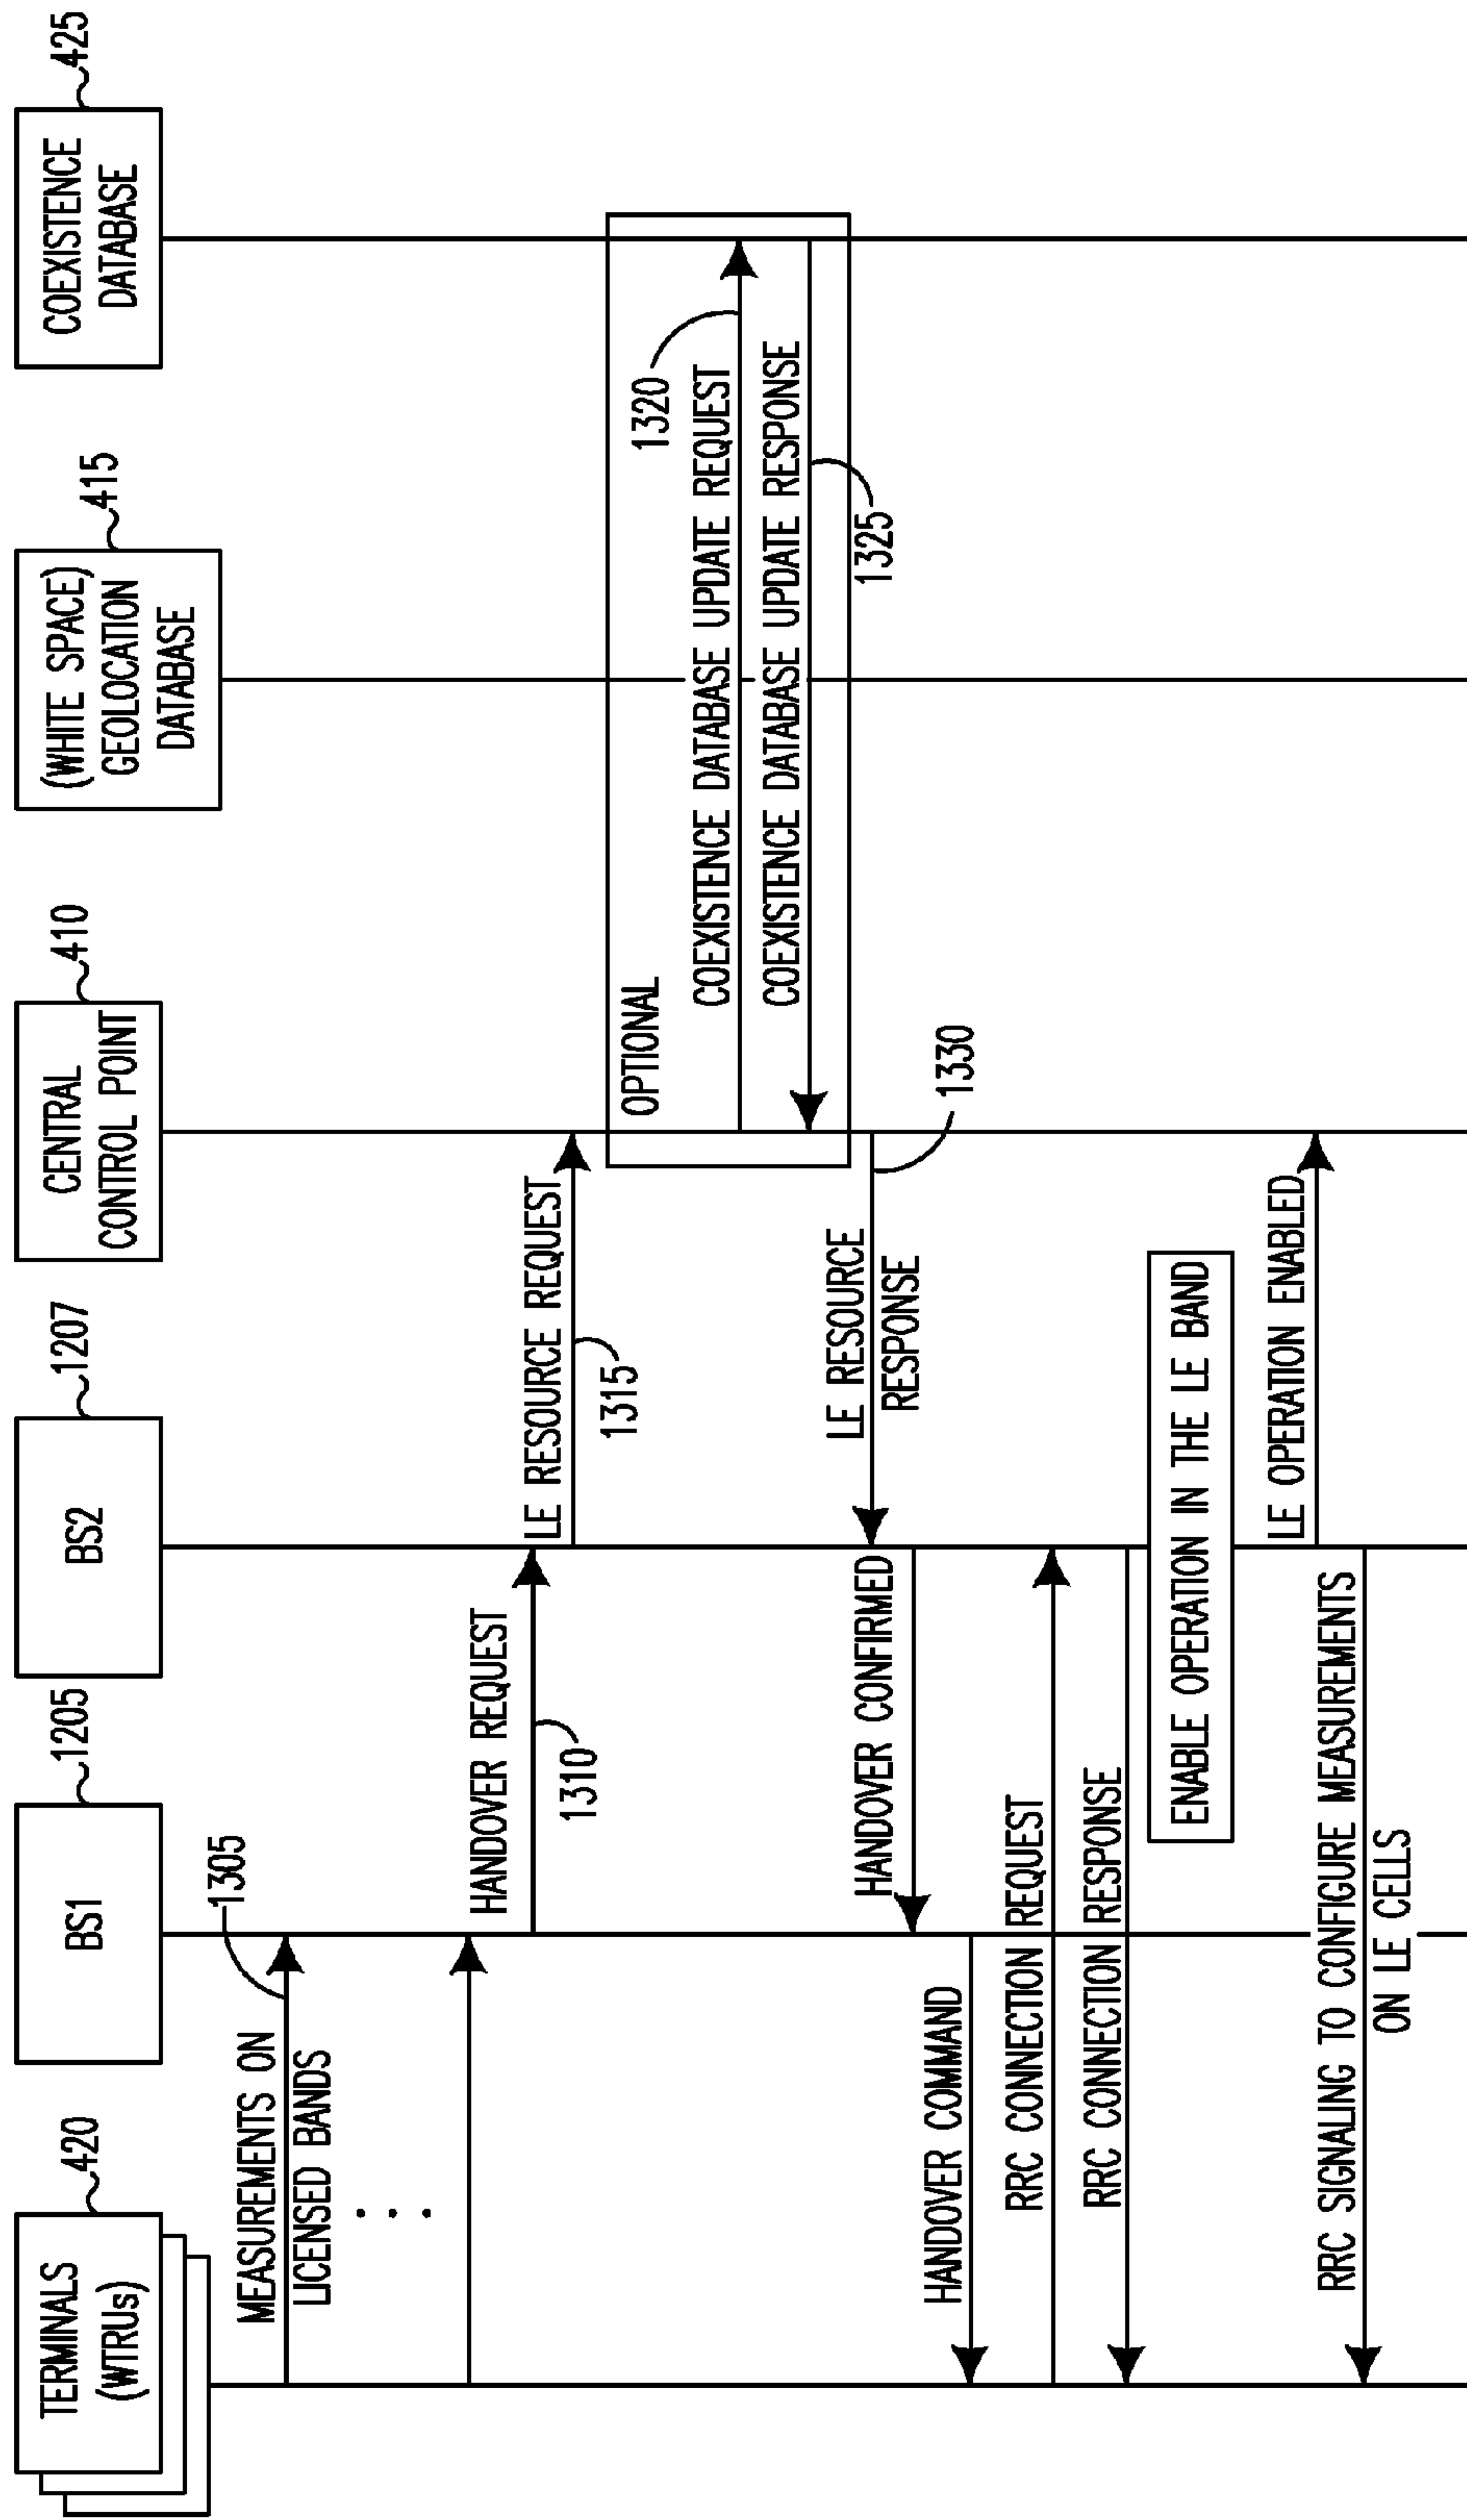 TERMINALS
(WTRUs)
420
BS1
1205
BS2
1207
CENTRAL
CONTROL POINT
410
(WHITE SPACE)
GEOLOCATION
DATABASE
415
COEXISTENCE
DATABASE
425
1305
MEASUREMENTS ON
LICENSED BANDS
HANDOVER REQUEST
1310
LE RESOURCE REQUEST
1315
OPTIONAL
1320
COEXISTENCE DATABASE UPDATE REQUEST
COEXISTENCE DATABASE UPDATE RESPONSE
1325
LE RESOURCE
RESPONSE
1330
HANDOVER CONFIRMED
HANDOVER COMMAND
RRC CONNECTION REQUEST
RRC CONNECTION RESPONSE
ENABLE OPERATION IN THE LE BAND
LE OPERATION ENABLED
RRC SIGNALING TO CONFIGURE MEASUREMENTS
ON LE CELLS